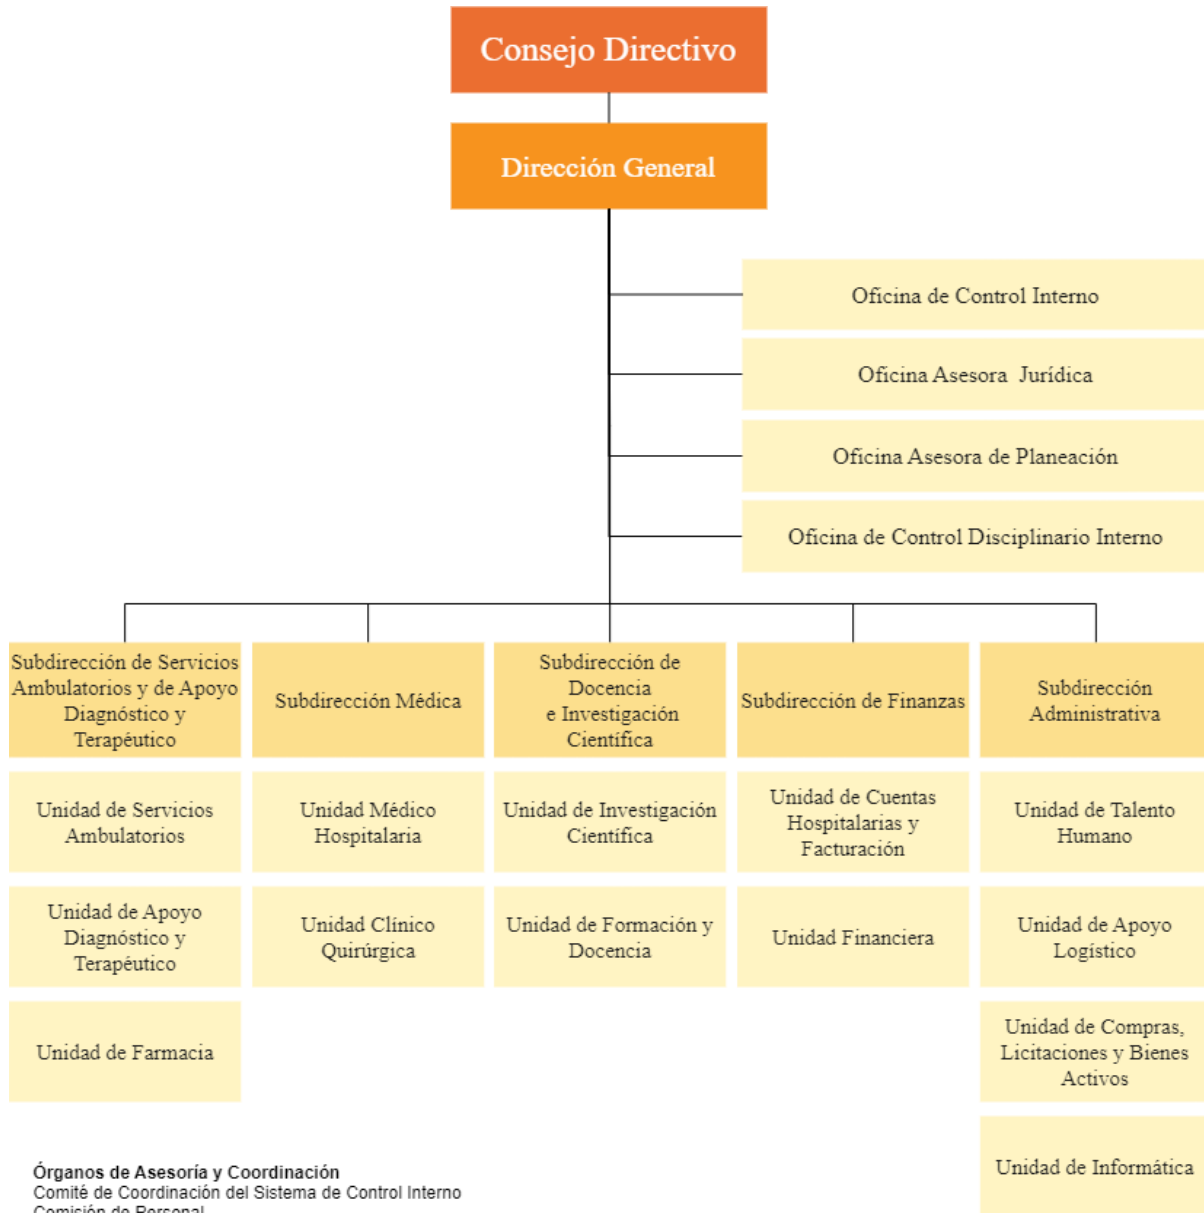 Consejo Directivo
Dirección General
Oficina de Control Interno
Oficina Asesora  Jurídica
Oficina Asesora de Planeación
Oficina de Control Disciplinario Interno
Subdirección de Servicios
Ambulatorios y de Apoyo
Diagnóstico y
Terapéutico
Subdirección Médica
Subdirección de
Docencia
e Investigación
Científica
Subdirección de Finanzas
Subdirección
Administrativa
Unidad de Servicios
Ambulatorios
Unidad Médico
Hospitalaria
Unidad de Investigación
Científica
Unidad de Cuentas
Hospitalarias y
Facturación
Unidad de Talento
Humano
Unidad de Apoyo
Diagnóstico y
Terapéutico
Unidad Clínico
Quirúrgica
Unidad de Formación y
Docencia
Unidad Financiera
Unidad de Apoyo
Logístico
Unidad de Farmacia
Unidad de Compras,
Licitaciones y Bienes
Activos
Unidad de Informática
Órganos de Asesoría y Coordinación
Comité de Coordinación del Sistema de Control Interno
Comisión de Personal